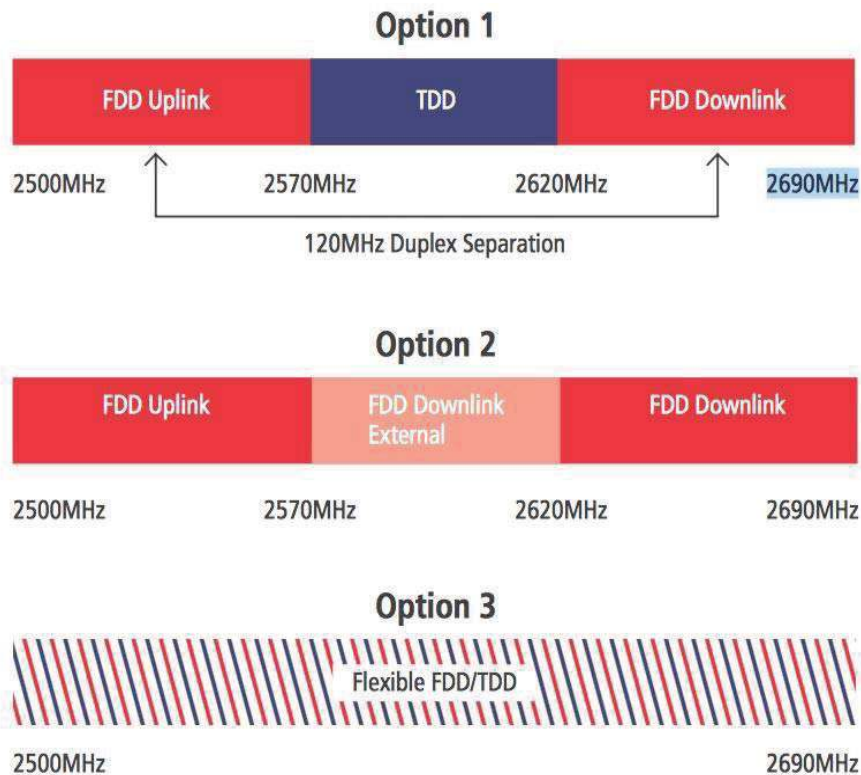 Option 1
FDD Uplink TDD FDD Downlink
2500MHz 2570MHz 2620MHz 2690MHz
120MHz Duplex Separation
Option 2
FDD Uplink FDD Downlink External FDD Downlink
2500MHz 2570MHz 2620MHz 2690MHz
Option 3
Flexible FDD/TDD
2500MHz 2690MHz